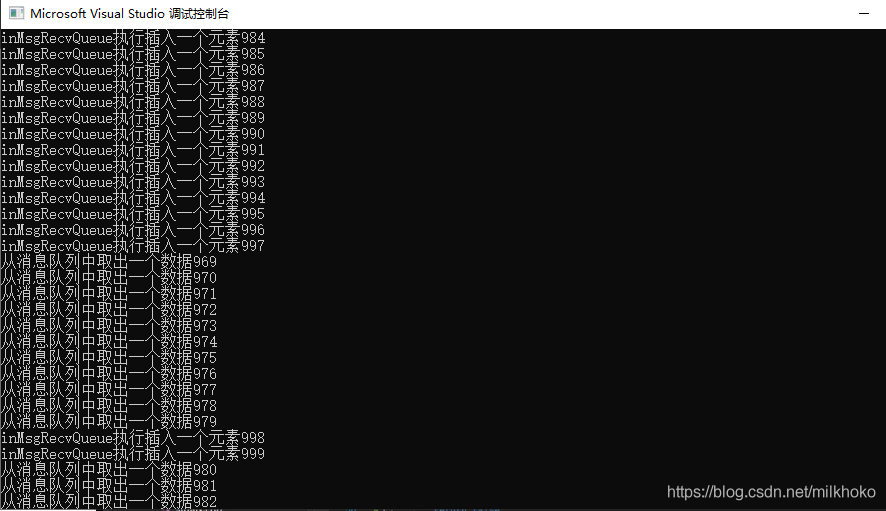 Microsoft Visual Studio 调试控制台
inMsgRecvQueue执行插入一个元素984
inMsgRecvQueue执行插入一个元素985
inMsgRecvQueue执行插入一个元素986
inMsgRecvQueue执行插入一个元素987
inMsgRecvQueue执行插入一个元素988
inMsgRecvQueue执行插入一个元素989
inMsgRecvQueue执行插入一个元素990
inMsgRecvQueue执行插入一个元素991
inMsgRecvQueue执行插入一个元素992
inMsgRecvQueue执行插入一个元素993
inMsgRecvQueue执行插入一个元素994
inMsgRecvQueue执行插入一个元素995
inMsgRecvQueue执行插入一个元素996
inMsgRecvQueue执行插入一个元素997
从消息队列中取出一个数据969
从消息队列中取出一个数据970
从消息队列中取出一个数据971
从消息队列中取出一个数据972
从消息队列中取出一个数据973
从消息队列中取出一个数据974
从消息队列中取出一个数据975
从消息队列中取出一个数据976
从消息队列中取出一个数据977
从消息队列中取出一个数据978
从消息队列中取出一个数据979
inMsgRecvQueue执行插入一个元素998
inMsgRecvQueue执行插入一个元素999
从消息队列中取出一个数据980
从消息队列中取出一个数据981
从消息队列中取出一个数据982
https://blog.csdn.net/milkhoko